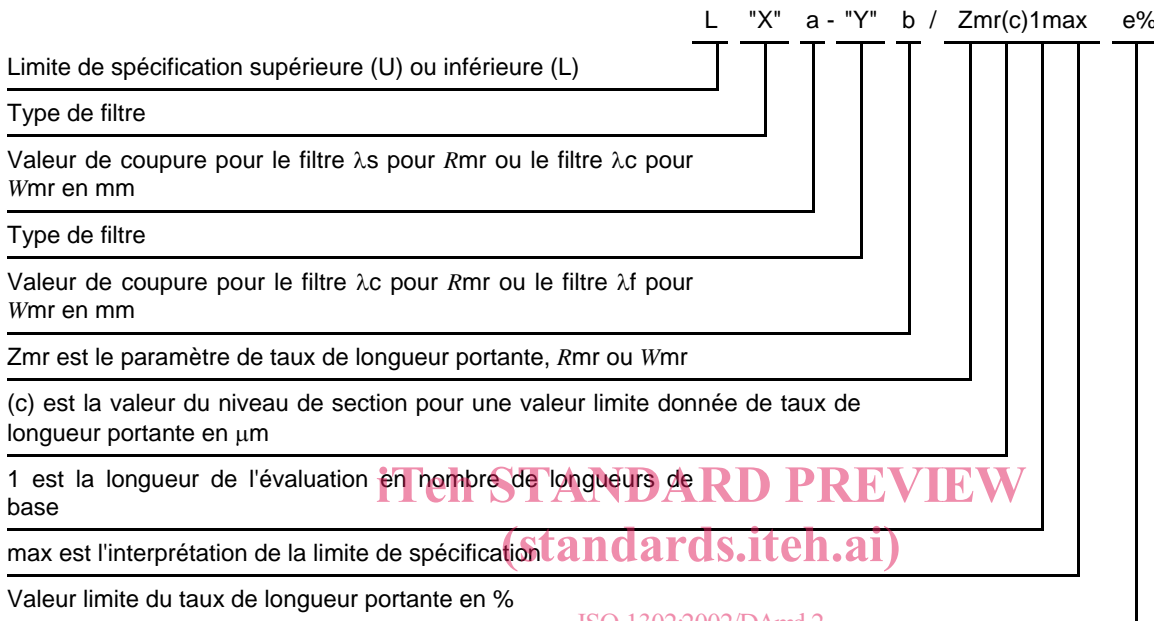 L "X" a - "Y" b / Zmr(c)1max e%
Limite de spécification supérieure (U) ou inférieure (L)
Type de filtre
Valeur de coupure pour le filtre λs pour Rmr ou le filtre λc pour
Wmr en mm
Type de filtre
Valeur de coupure pour le filtre λc pour Rmr ou le filtre λf pour
Wmr en mm
Zmr est le paramètre de taux de longueur portante, Rmr ou Wmr
(c) est la valeur du niveau de section pour une valeur limite donnée de taux de
longueur portante en μm
1 est la longueur de l'évaluation en nombre de longueurs de
base
iTeh STANDARD PREVIEW
(standards.iteh.ai)
max est l'interprétation de la limite de spécification
Valeur limite du taux de longueur portante en %
ISO 1302:2002/DAmd 2